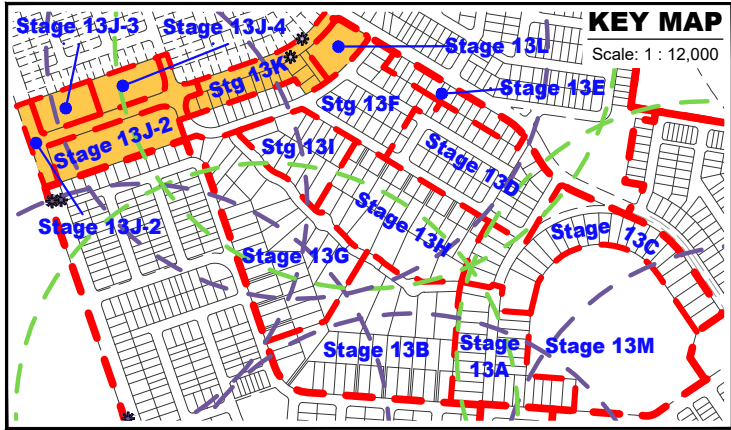 KEY MAP
Scale: 1 : 12,000
Stage 13J-3
Stage 13J-4
Stage 13L
Stg 13K
Stage 13E
Stg 13F
Stage 13J-2
Stg 13I
Stage 13D
Stage 13J-2
Stage 13H
Stage 13C
Stage 13G
Stage 13B
Stage
13A
Stage 13M